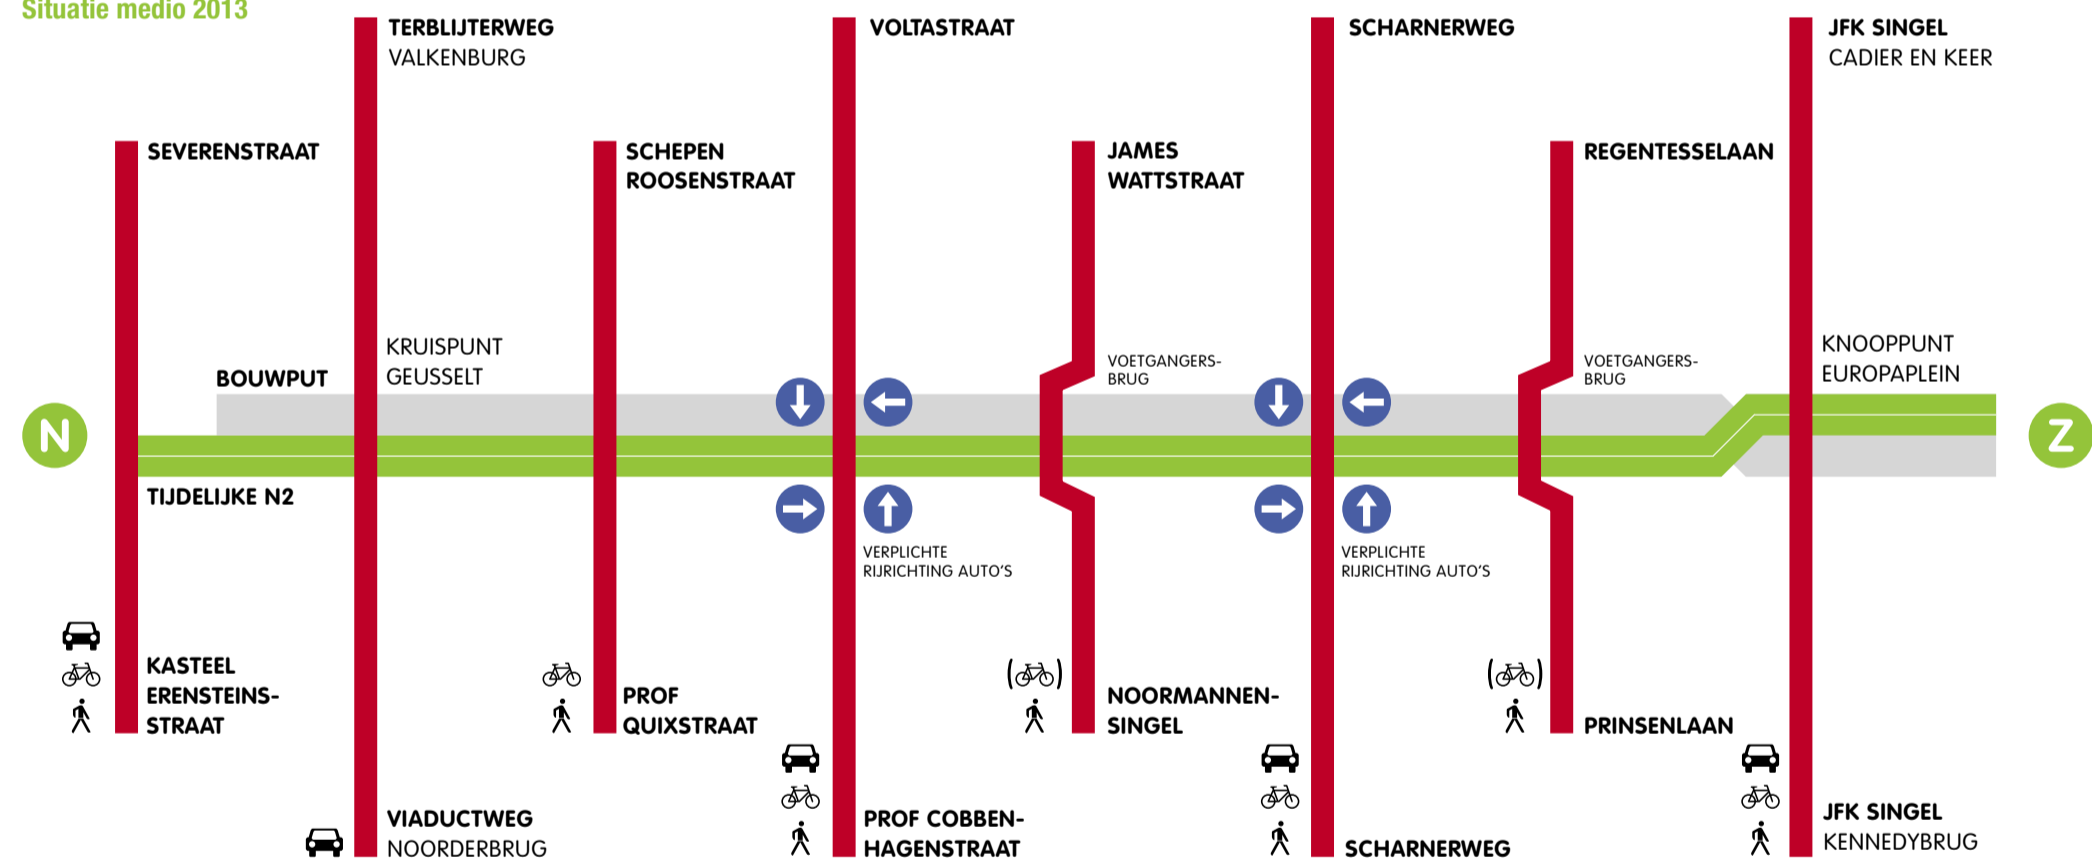 Situatie medio 2013
TERBLIJTERWEG
VALKENBURG
VOLTASTRAAT
SCHARNERWEG
JFK SINGEL
CADIER EN KEER
SEVERENSTRAAT
SCHEPEN
ROOSENSTRAAT
JAMES
WATTSTRAAT
REGENTESSELAAN
BOUWPUT
KRUISPUNT
GEUSSELT
VOETGANGERS-
BRUG
VOETGANGERS-
BRUG
KNOOPPUNT
EUROPAPLEIN
N
Z
TIJDELIJKE N2
VERPLICHTE
RIJRICHTING AUTO'S
VERPLICHTE
RIJRICHTING AUTO'S
KASTEEL
ERENSTEINS-
STRAAT
PROF
QUIXSTRAAT
( )
NOORMANNEN-
SINGEL
( )
PRINSENLAAN
VIADUCTWEG
NOORDERBRUG
PROF COBBEN-
HAGENSTRAAT
SCHARNERWEG
JFK SINGEL
KENNEDYBRUG